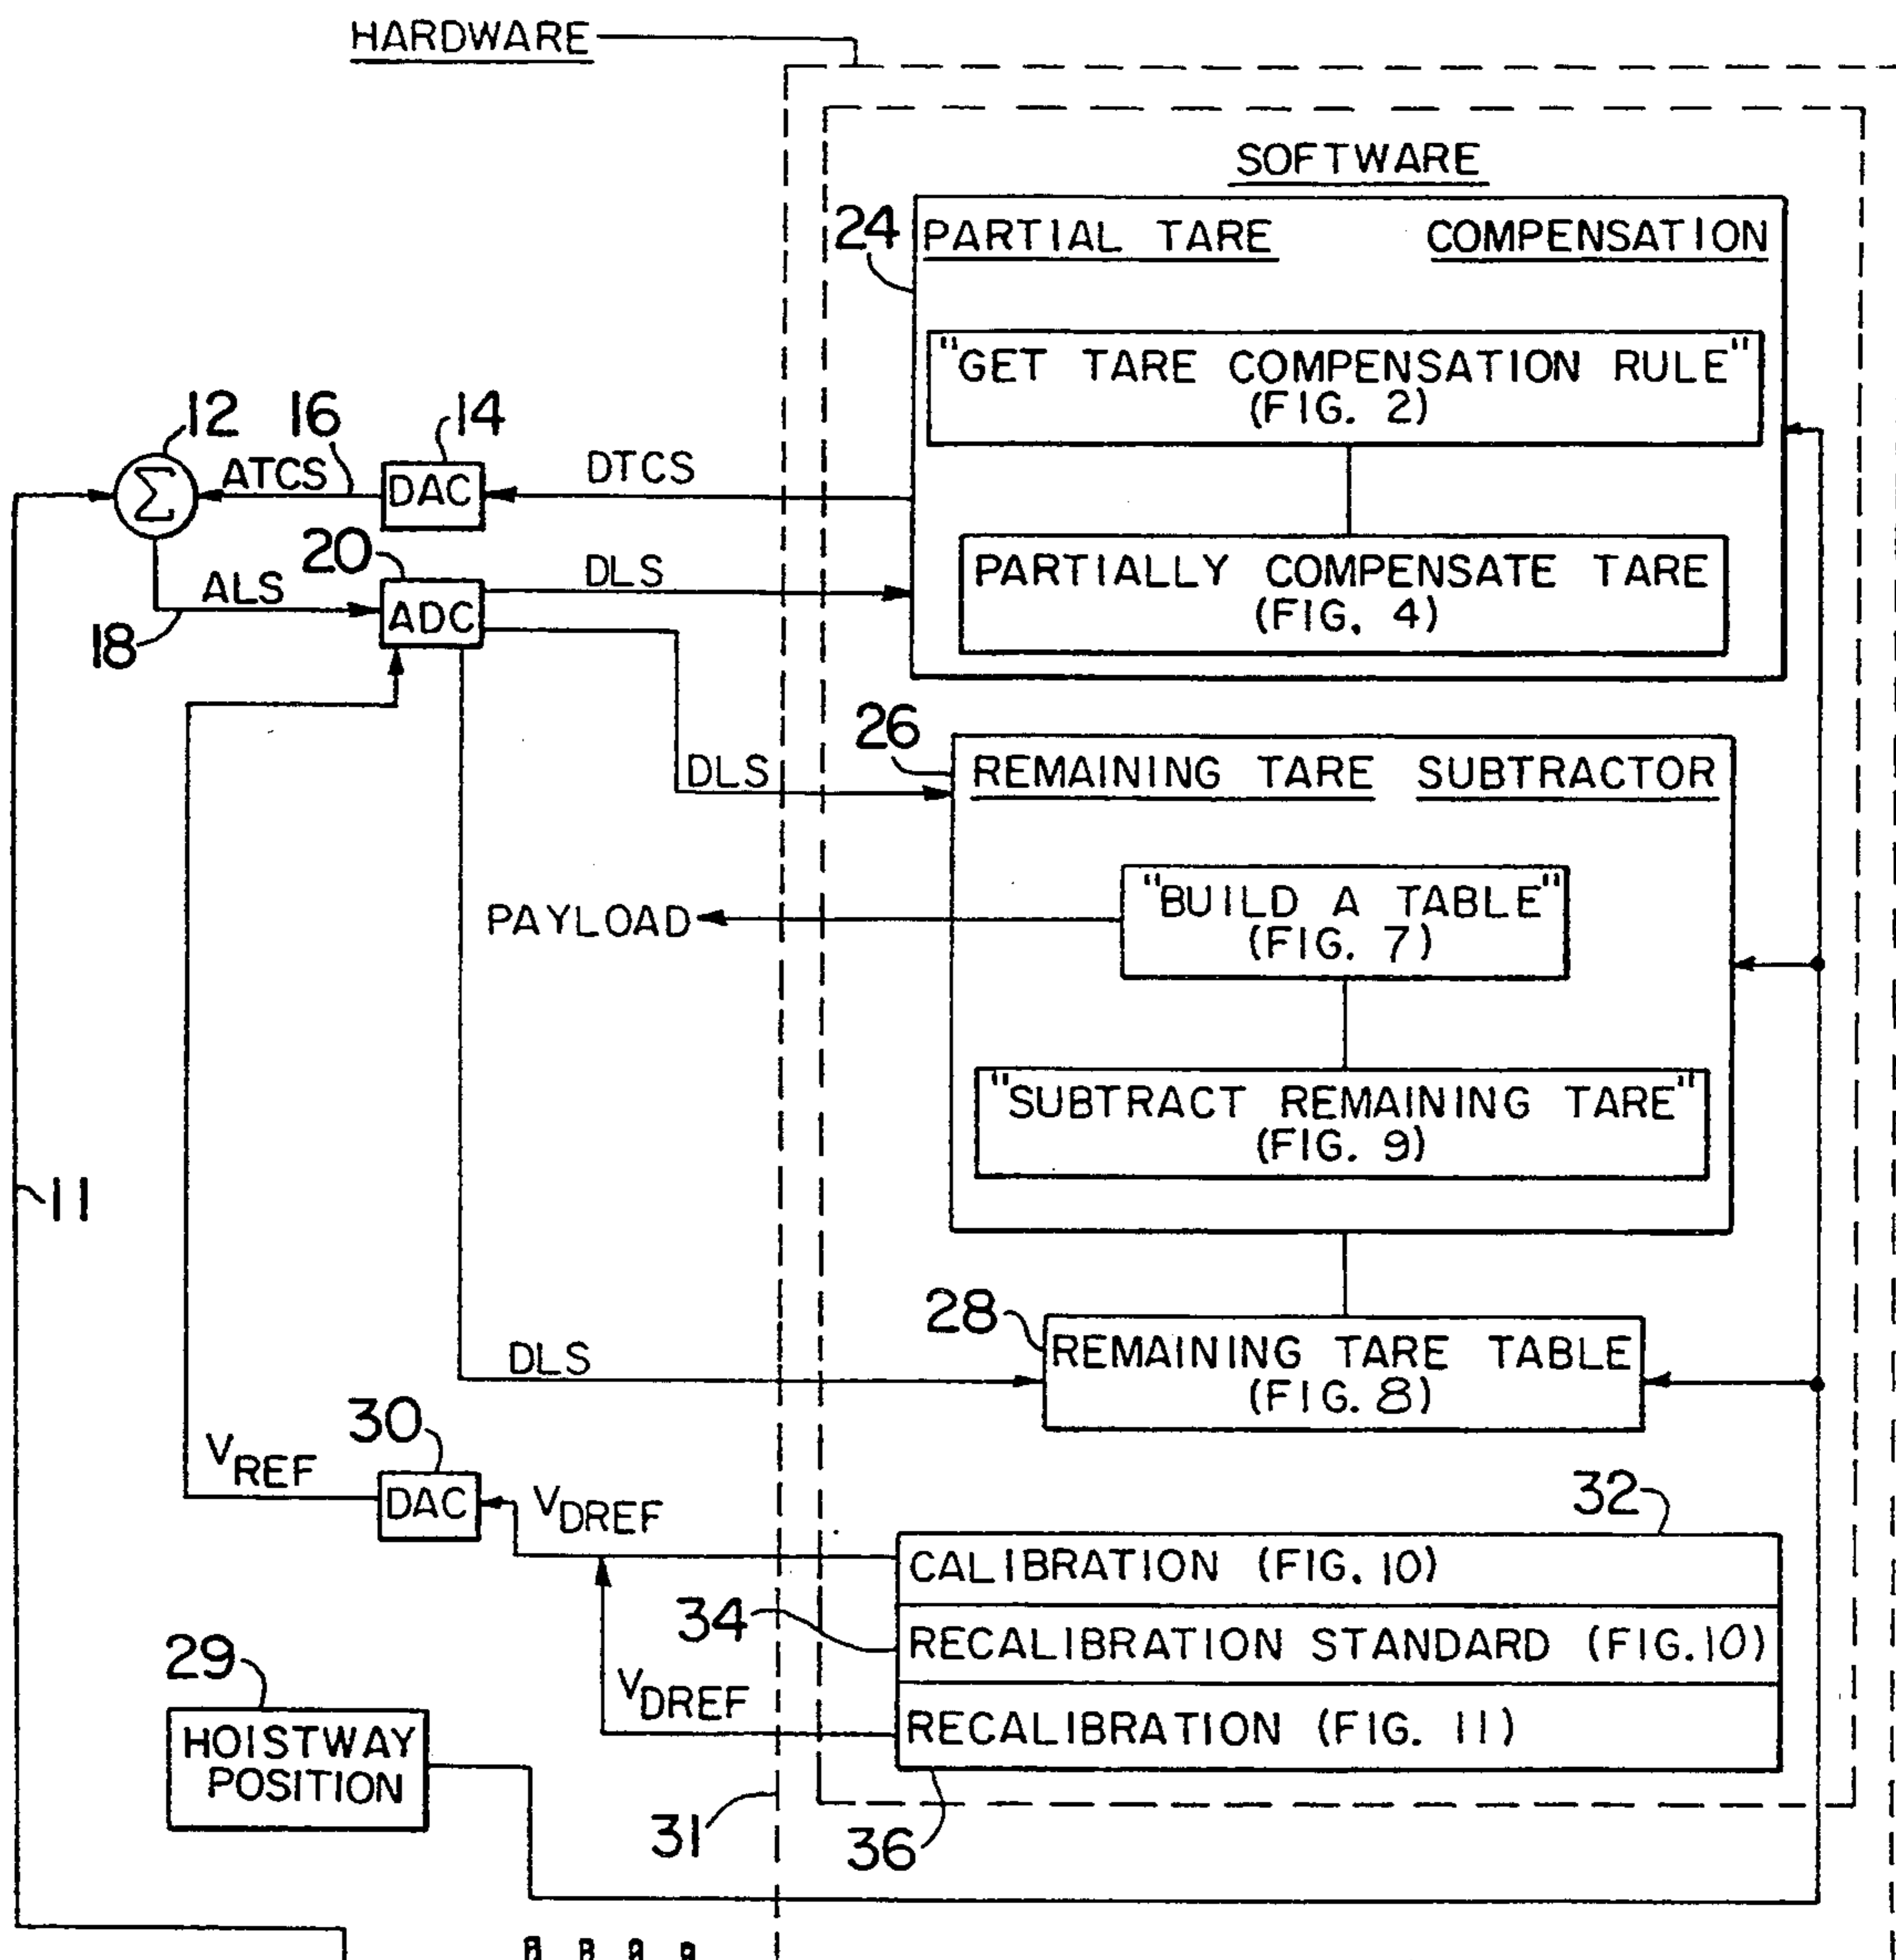 HARDWARE
SOFTWARE
24
PARTIAL TARE COMPENSATION
"GET TARE COMPENSATION RULE"
(FIG. 2)
12
16
14
ATCS
DAC
DTCS
Σ
20
DLS
PARTIALLY COMPENSATE TARE
(FIG. 4)
ALS
ADC
18
26
DLS
REMAINING TARE SUBTRACTOR
"BUILD A TABLE"
(FIG. 7)
PAYLOAD
"SUBTRACT REMAINING TARE"
(FIG. 9)
11
28
DLS
REMAINING TARE TABLE
(FIG. 8)
30
VREF
DAC
VDREF
32
CALIBRATION (FIG. 10)
34
RECALIBRATION STANDARD (FIG. 10)
29
VDREF
RECALIBRATION (FIG. 11)
HOISTWAY
POSITION
31
36